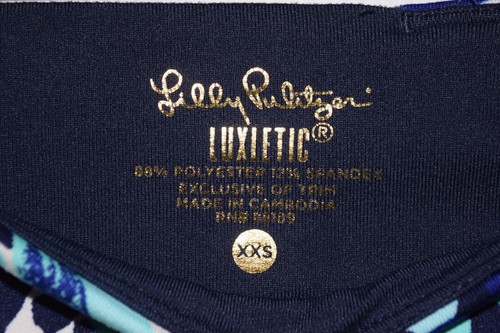 Lilly Pulitzer
LUXLETIC®
88% POLYESTER 12% SPANDEX
EXCLUSIVE OF TRIM
MADE IN CAMBODIA
RN#
XXS